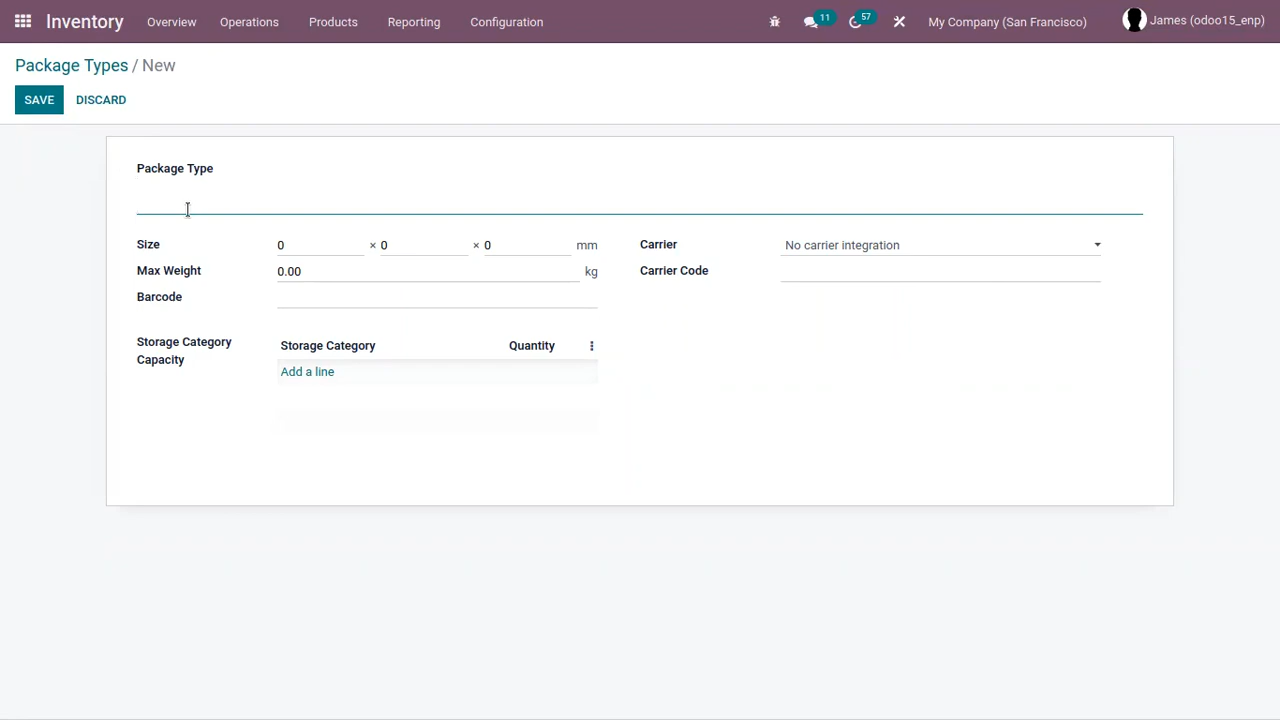 Inventory Overview Operations Products Reporting Configuration 11 57 My Company (San Francisco) James (odoo15_enp)
Package Types / New
SAVE DISCARD
Package Type
Size 0 × 0 × 0 mm Carrier No carrier integration
Max Weight 0.00 kg Carrier Code
Barcode
Storage Category Capacity
Storage Category Quantity
Add a line